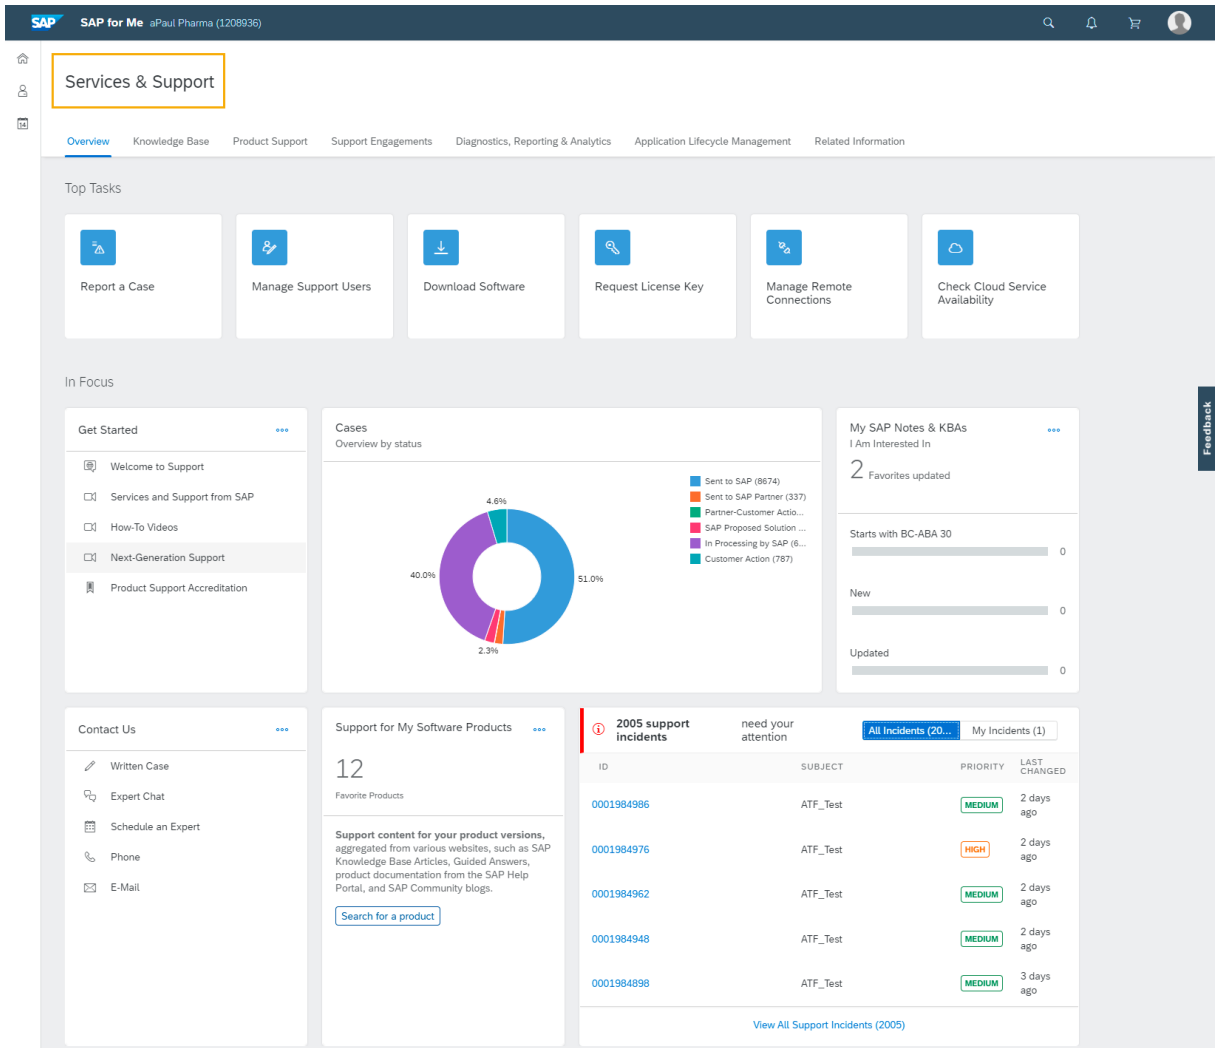 SAP SAP for Me aPaul Pharma (1208936)
14
Services & Support
Overview Knowledge Base Product Support Support Engagements Diagnostics, Reporting & Analytics Application Lifecycle Management Related Information
Top Tasks
Report a Case
Manage Support Users
Download Software
Request License Key
Manage Remote
Connections
Check Cloud Service
Availability
Feedback
In Focus
Get Started
Welcome to Support
Services and Support from SAP
How-To Videos
Next-Generation Support
Product Support Accreditation
Cases
Overview by status
4.6%
40.0%
51.0%
2.3%
Sent to SAP (8674)
Sent to SAP Partner (337)
Partner-Customer Actio...
SAP Proposed Solution ...
In Processing by SAP (6...
Customer Action (787)
My SAP Notes & KBAs
I Am Interested In
2 Favorites updated
Starts with BC-ABA 30
0
New
0
Updated
0
Contact Us
Written Case
Expert Chat
Schedule an Expert
Phone
E-Mail
Support for My Software Products
12
Favorite Products
Support content for your product versions,
aggregated from various websites, such as SAP
Knowledge Base Articles, Guided Answers,
product documentation from the SAP Help
Portal, and SAP Community blogs.
Search for a product
2005 support
incidents
need your
attention
All Incidents (20... My Incidents (1)
ID SUBJECT PRIORITY LAST
CHANGED
0001984986 ATF_Test MEDIUM 2 days
ago
0001984976 ATF_Test HIGH 2 days
ago
0001984962 ATF_Test MEDIUM 2 days
ago
0001984948 ATF_Test MEDIUM 2 days
ago
0001984898 ATF_Test MEDIUM 3 days
ago
View All Support Incidents (2005)